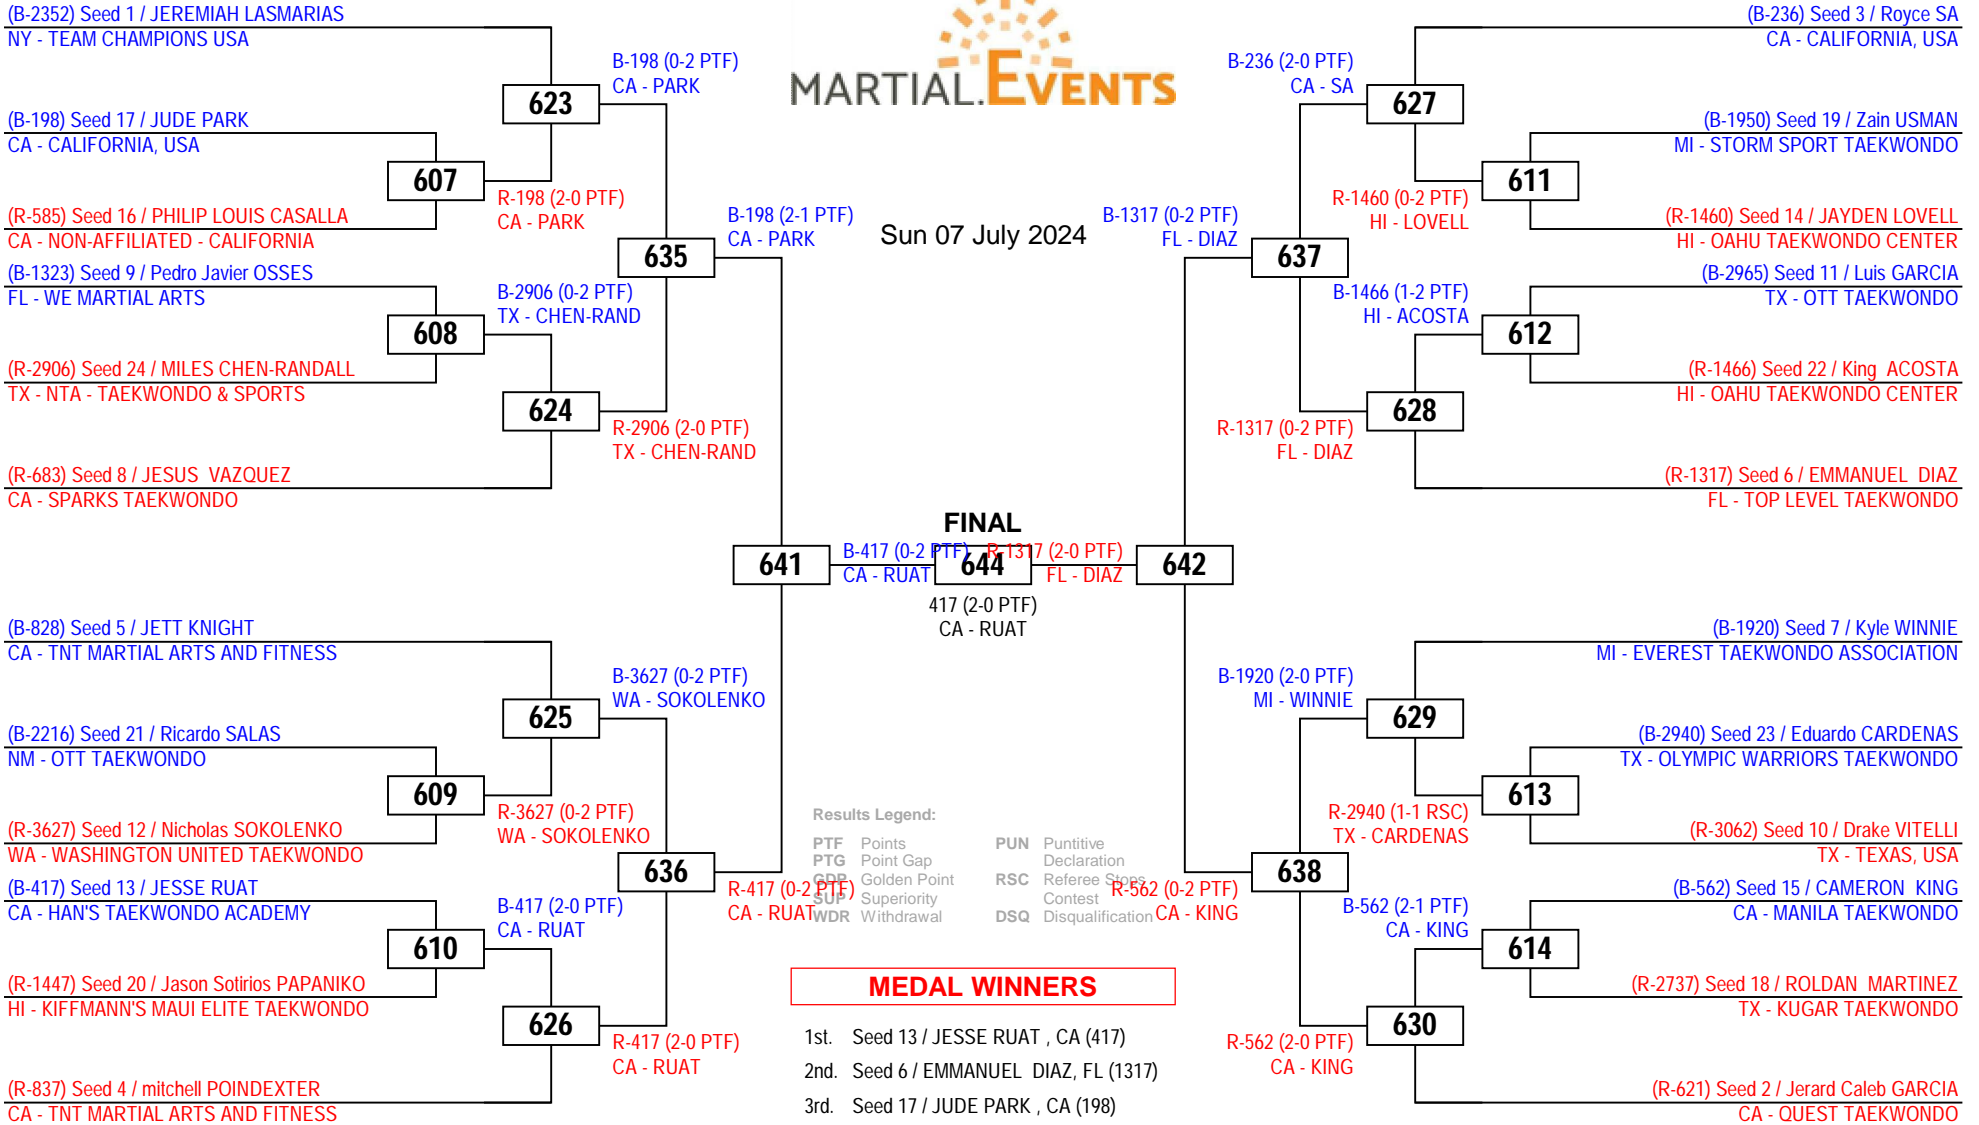 (B-2352) Seed 1 / JEREMIAH LASMARIAS
NY - TEAM CHAMPIONS USA
B-198 (0-2 PTF)
CA - PARK
623
(B-198) Seed 17 / JUDE PARK
CA - CALIFORNIA, USA
607
R-198 (2-0 PTF)
CA - PARK
(R-585) Seed 16 / PHILIP LOUIS CASALLA
CA - NON-AFFILIATED - CALIFORNIA
B-198 (2-1 PTF)
CA - PARK
635
(B-1323) Seed 9 / Pedro Javier OSSES
FL - WE MARTIAL ARTS
B-2906 (0-2 PTF)
TX - CHEN-RAND
608
(R-2906) Seed 24 / MILES CHEN-RANDALL
TX - NTA - TAEKWONDO & SPORTS
624
R-2906 (2-0 PTF)
TX - CHEN-RAND
(R-683) Seed 8 / JESUS  VAZQUEZ
CA - SPARKS TAEKWONDO
MARTIAL.EVENTS
Sun 07 July 2024
(B-236) Seed 3 / Royce SA
CA - CALIFORNIA, USA
B-236 (2-0 PTF)
CA - SA
627
(B-1950) Seed 19 / Zain USMAN
MI - STORM SPORT TAEKWONDO
611
R-1460 (0-2 PTF)
HI - LOVELL
(R-1460) Seed 14 / JAYDEN LOVELL
HI - OAHU TAEKWONDO CENTER
B-1317 (0-2 PTF)
FL - DIAZ
637
(B-2965) Seed 11 / Luis GARCIA
TX - OTT TAEKWONDO
B-1466 (1-2 PTF)
HI - ACOSTA
612
(R-1466) Seed 22 / King  ACOSTA
HI - OAHU TAEKWONDO CENTER
628
R-1317 (0-2 PTF)
FL - DIAZ
(R-1317) Seed 6 / EMMANUEL  DIAZ
FL - TOP LEVEL TAEKWONDO
FINAL
641
B-417 (0-2 PTF)
CA - RUAT
644
R-1317 (2-0 PTF)
FL - DIAZ
642
417 (2-0 PTF)
CA - RUAT
(B-828) Seed 5 / JETT KNIGHT
CA - TNT MARTIAL ARTS AND FITNESS
B-3627 (0-2 PTF)
WA - SOKOLENKO
625
(B-2216) Seed 21 / Ricardo SALAS
NM - OTT TAEKWONDO
609
R-3627 (0-2 PTF)
WA - SOKOLENKO
(R-3627) Seed 12 / Nicholas SOKOLENKO
WA - WASHINGTON UNITED TAEKWONDO
636
R-417 (0-2 PTF)
CA - RUAT
(B-417) Seed 13 / JESSE RUAT
CA - HAN'S TAEKWONDO ACADEMY
B-417 (2-0 PTF)
CA - RUAT
610
(R-1447) Seed 20 / Jason Sotirios PAPANIKO
HI - KIFFMANN'S MAUI ELITE TAEKWONDO
626
R-417 (2-0 PTF)
CA - RUAT
(R-837) Seed 4 / mitchell POINDEXTER
CA - TNT MARTIAL ARTS AND FITNESS
Results Legend:
PTF Points
PTG Point Gap
GDP Golden Point
SUP Superiority
WDR Withdrawal
PUN Puntitive
Declaration
RSC Referee Stops
Contest
DSQ Disqualification
(B-1920) Seed 7 / Kyle WINNIE
MI - EVEREST TAEKWONDO ASSOCIATION
B-1920 (2-0 PTF)
MI - WINNIE
629
(B-2940) Seed 23 / Eduardo CARDENAS
TX - OLYMPIC WARRIORS TAEKWONDO
613
R-2940 (1-1 RSC)
TX - CARDENAS
(R-3062) Seed 10 / Drake VITELLI
TX - TEXAS, USA
638
R-562 (0-2 PTF)
CA - KING
(B-562) Seed 15 / CAMERON  KING
CA - MANILA TAEKWONDO
B-562 (2-1 PTF)
CA - KING
614
(R-2737) Seed 18 / ROLDAN  MARTINEZ
TX - KUGAR TAEKWONDO
630
R-562 (2-0 PTF)
CA - KING
(R-621) Seed 2 / Jerard Caleb GARCIA
CA - QUEST TAEKWONDO
MEDAL WINNERS
1st. Seed 13 / JESSE RUAT , CA (417)
2nd. Seed 6 / EMMANUEL  DIAZ, FL (1317)
3rd. Seed 17 / JUDE PARK , CA (198)